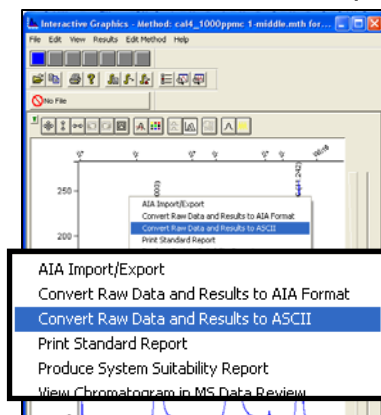 Interactive Graphics - Method: cal4_1000ppmc 1-middle.mth for...
File Edit View Results Edit Method Help
No File
250
AIA Import/Export
Convert Raw Data and Results to AIA Format
Convert Raw Data and Results to ASCII
Print Standard Report
200
AIA Import/Export
Convert Raw Data and Results to AIA Format
Convert Raw Data and Results to ASCII
Print Standard Report
Produce System Suitability Report
View Chromatogram in MS Data Review